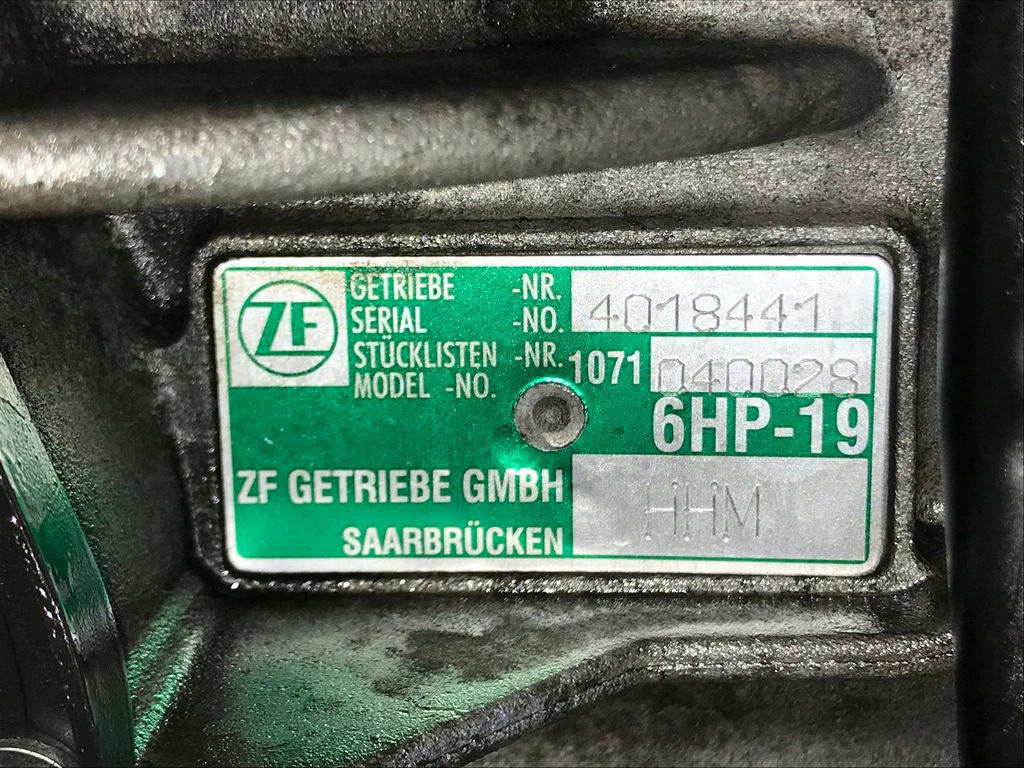 ZF
GETRIEBE -NR. 4018441
SERIAL -NO.
STÜCKLISTEN -NR. 1071 040028
MODEL -NO.
6HP-19
ZF GETRIEBE GMBH
HHM
SAARBRÜCKEN